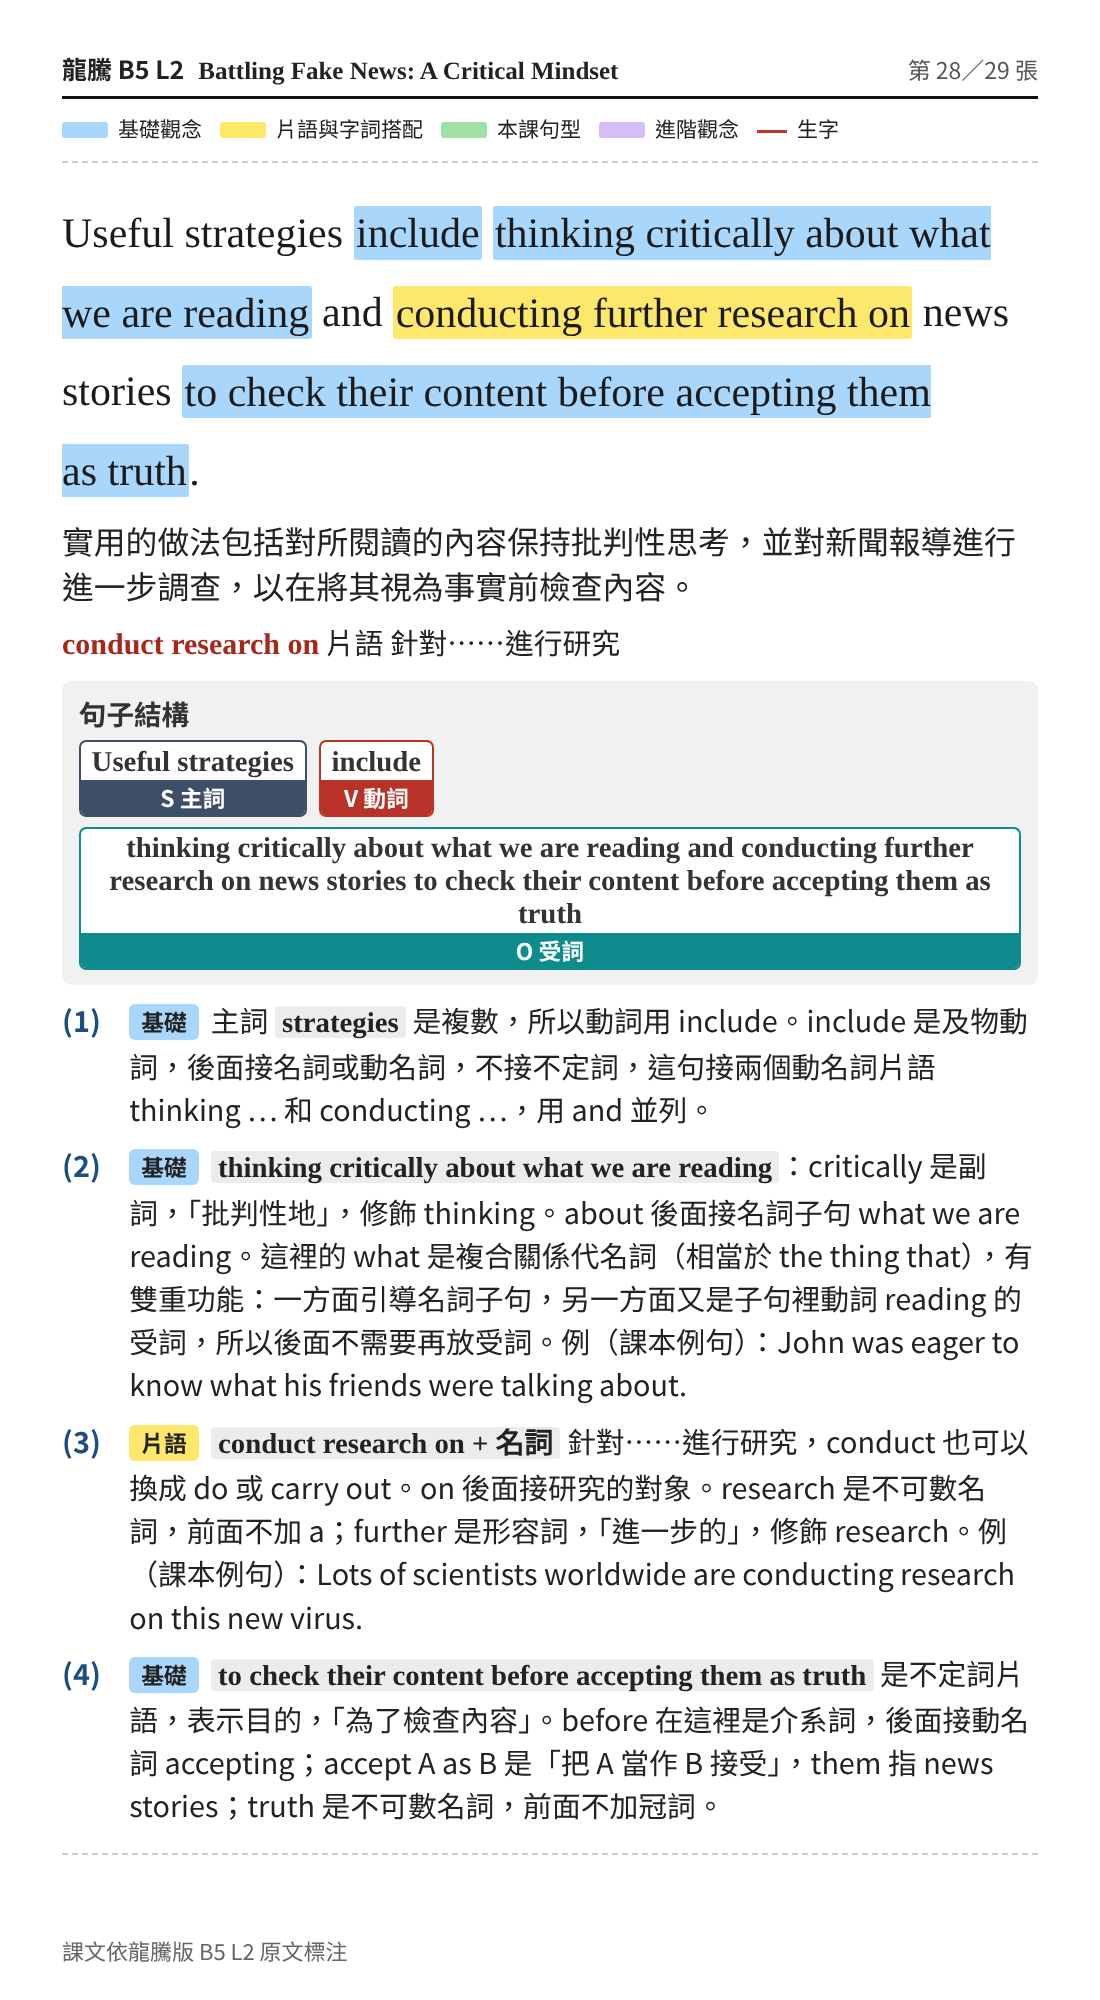 龍騰 B5 L2 Battling Fake News: A Critical Mindset 第 28／29 張
基礎觀念 片語與字詞搭配 本課句型 進階觀念 生字
Useful strategies include thinking critically about what
we are reading and conducting further research on news
stories to check their content before accepting them
as truth.
實用的做法包括對所閱讀的內容保持批判性思考，並對新聞報導進行
進一步調查，以在將其視為事實前檢查內容。
conduct research on 片語 針對……進行研究
句子結構
Useful strategies include
S 主詞 V 動詞
thinking critically about what we are reading and conducting further
research on news stories to check their content before accepting them as
truth
O 受詞
(1) 基礎 主詞 strategies 是複數，所以動詞用 include。include 是及物動
詞，後面接名詞或動名詞，不接不定詞，這句接兩個動名詞片語
thinking … 和 conducting …，用 and 並列。
(2) 基礎 thinking critically about what we are reading：critically 是副
詞，「批判性地」，修飾 thinking。about 後面接名詞子句 what we are
reading。這裡的 what 是複合關係代名詞（相當於 the thing that），有
雙重功能：一方面引導名詞子句，另一方面又是子句裡動詞 reading 的
受詞，所以後面不需要再放受詞。例（課本例句）：John was eager to
know what his friends were talking about.
(3) 片語 conduct research on + 名詞 針對……進行研究，conduct 也可以
換成 do 或 carry out。on 後面接研究的對象。research 是不可數名
詞，前面不加 a；further 是形容詞，「進一步的」，修飾 research。例
（課本例句）：Lots of scientists worldwide are conducting research
on this new virus.
(4) 基礎 to check their content before accepting them as truth 是不定詞片
語，表示目的，「為了檢查內容」。before 在這裡是介系詞，後面接動名
詞 accepting；accept A as B 是「把 A 當作 B 接受」，them 指 news
stories；truth 是不可數名詞，前面不加冠詞。
課文依龍騰版 B5 L2 原文標注